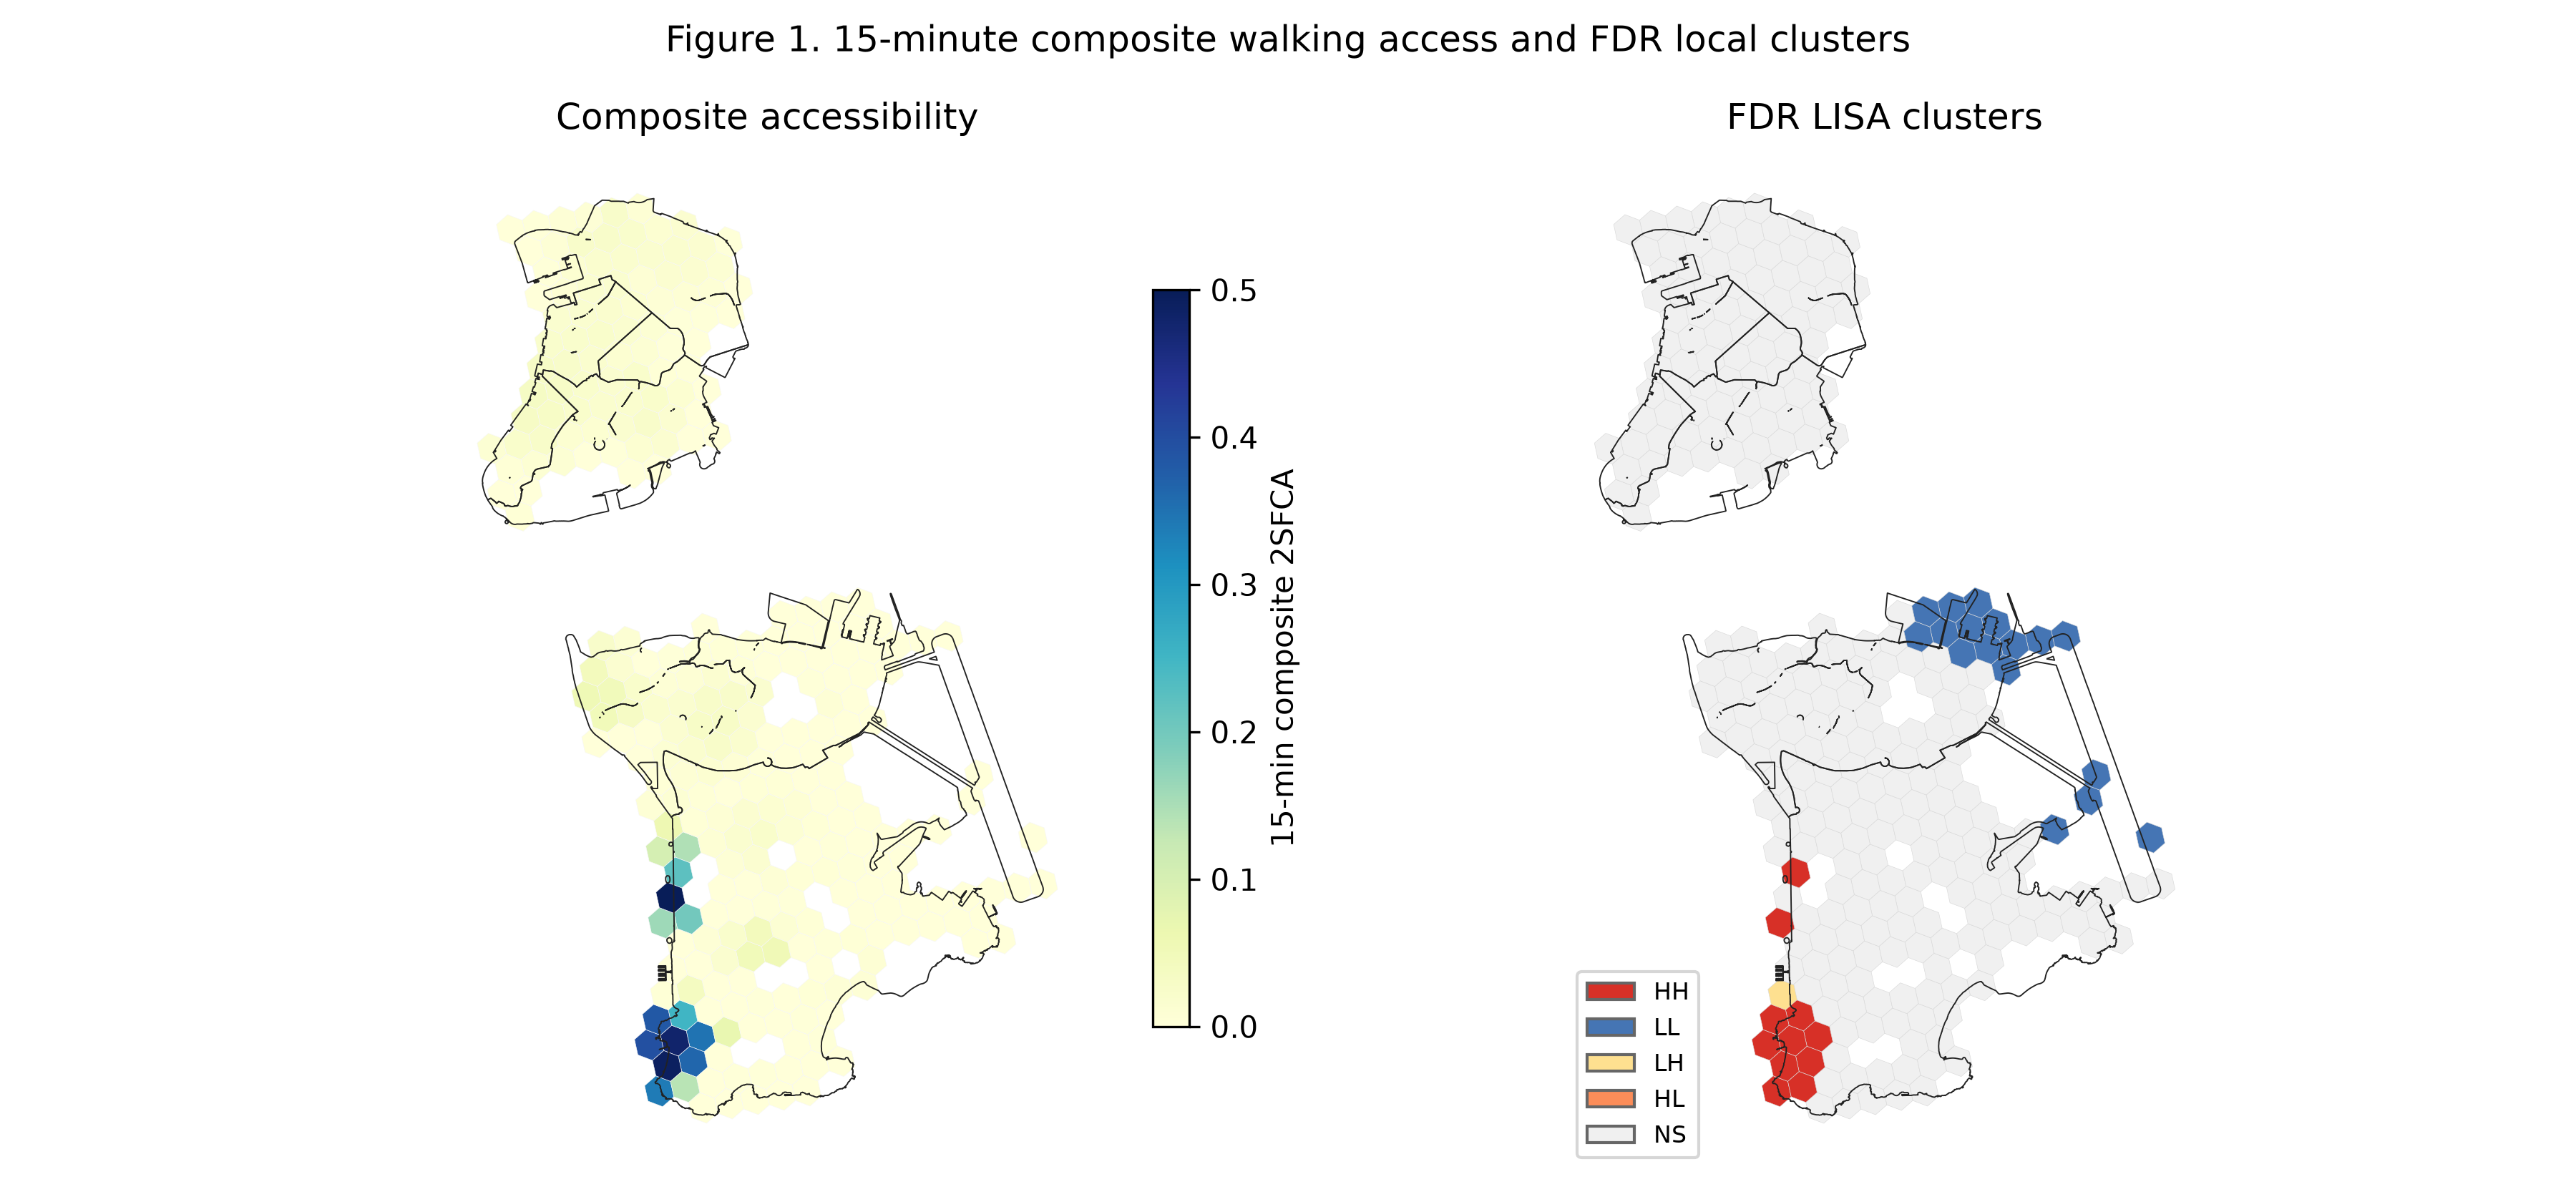 Figure 1. 15-minute composite walking access and FDR local clusters
Composite accessibility
FDR LISA clusters
0.5
0.4
0.3
0.2
0.1
0.0
15-min composite 2SFCA
HH
LL
LH
HL
NS